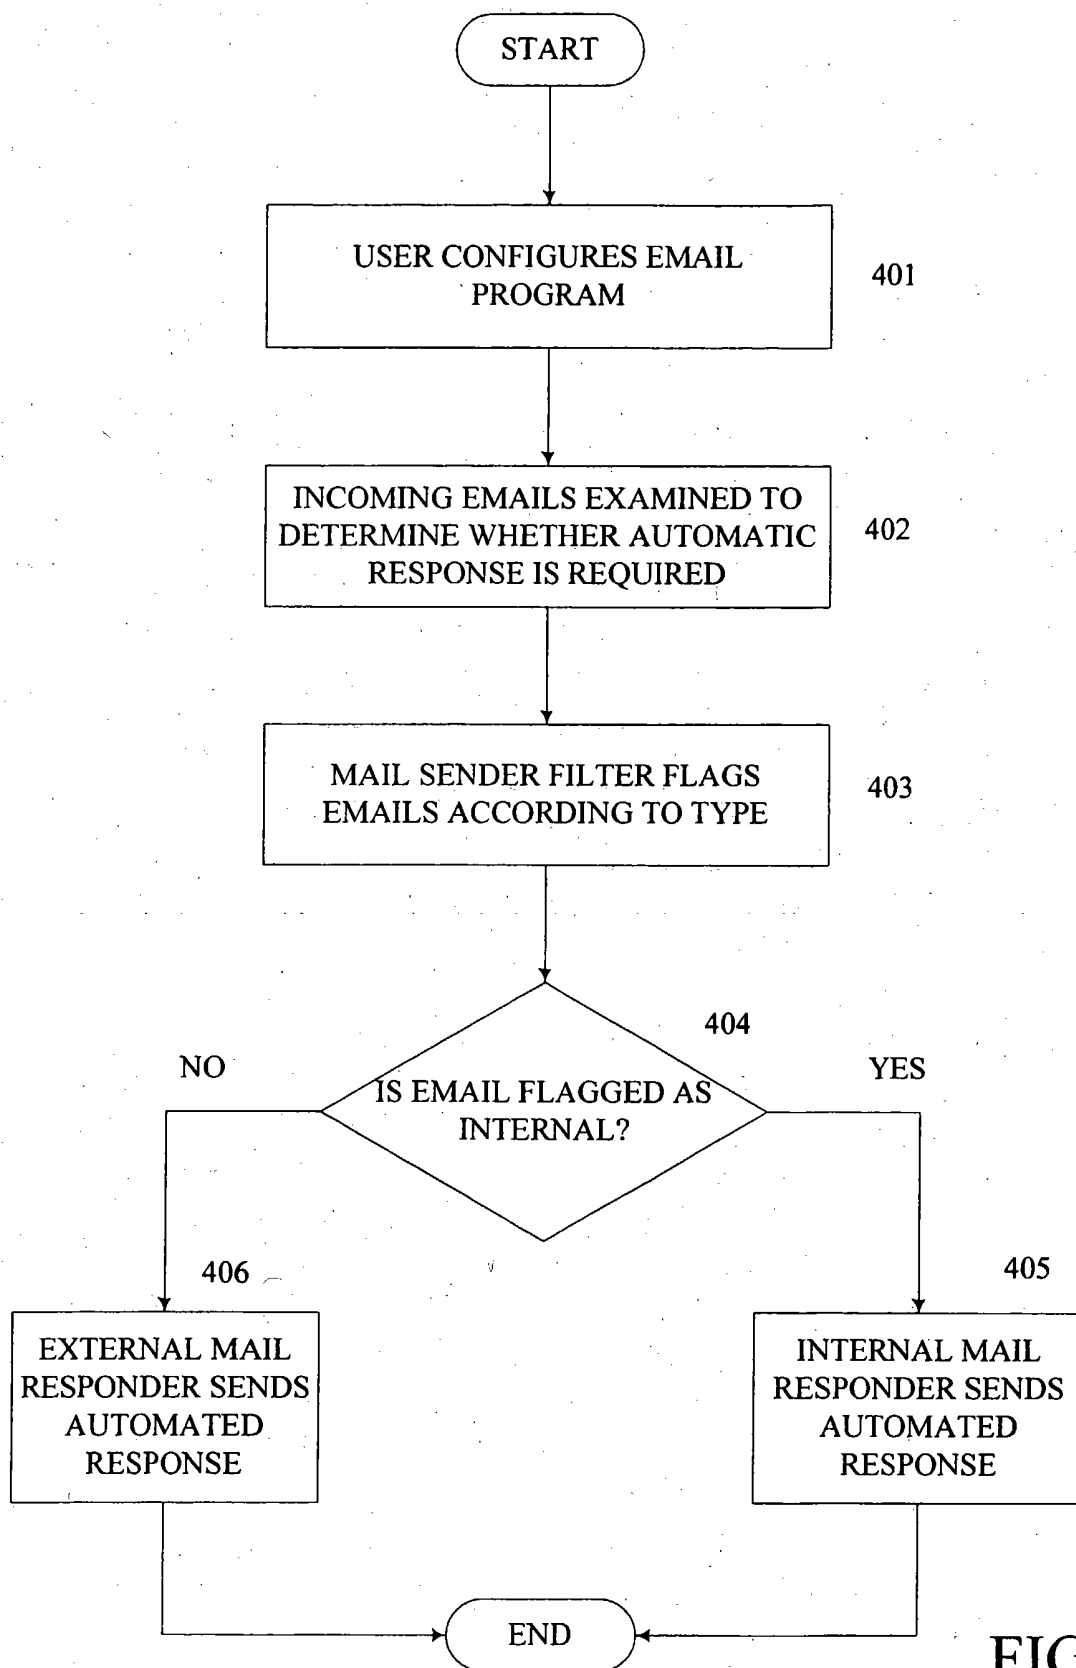 START
USER CONFIGURES EMAIL
PROGRAM
401
INCOMING EMAILS EXAMINED TO
DETERMINE WHETHER AUTOMATIC
RESPONSE IS REQUIRED
402
MAIL SENDER FILTER FLAGS
EMAILS ACCORDING TO TYPE
403
404
NO
YES
IS EMAIL FLAGGED AS
INTERNAL?
406
405
EXTERNAL MAIL
RESPONDER SENDS
AUTOMATED
RESPONSE
INTERNAL MAIL
RESPONDER SENDS
AUTOMATED
RESPONSE
END
FIG